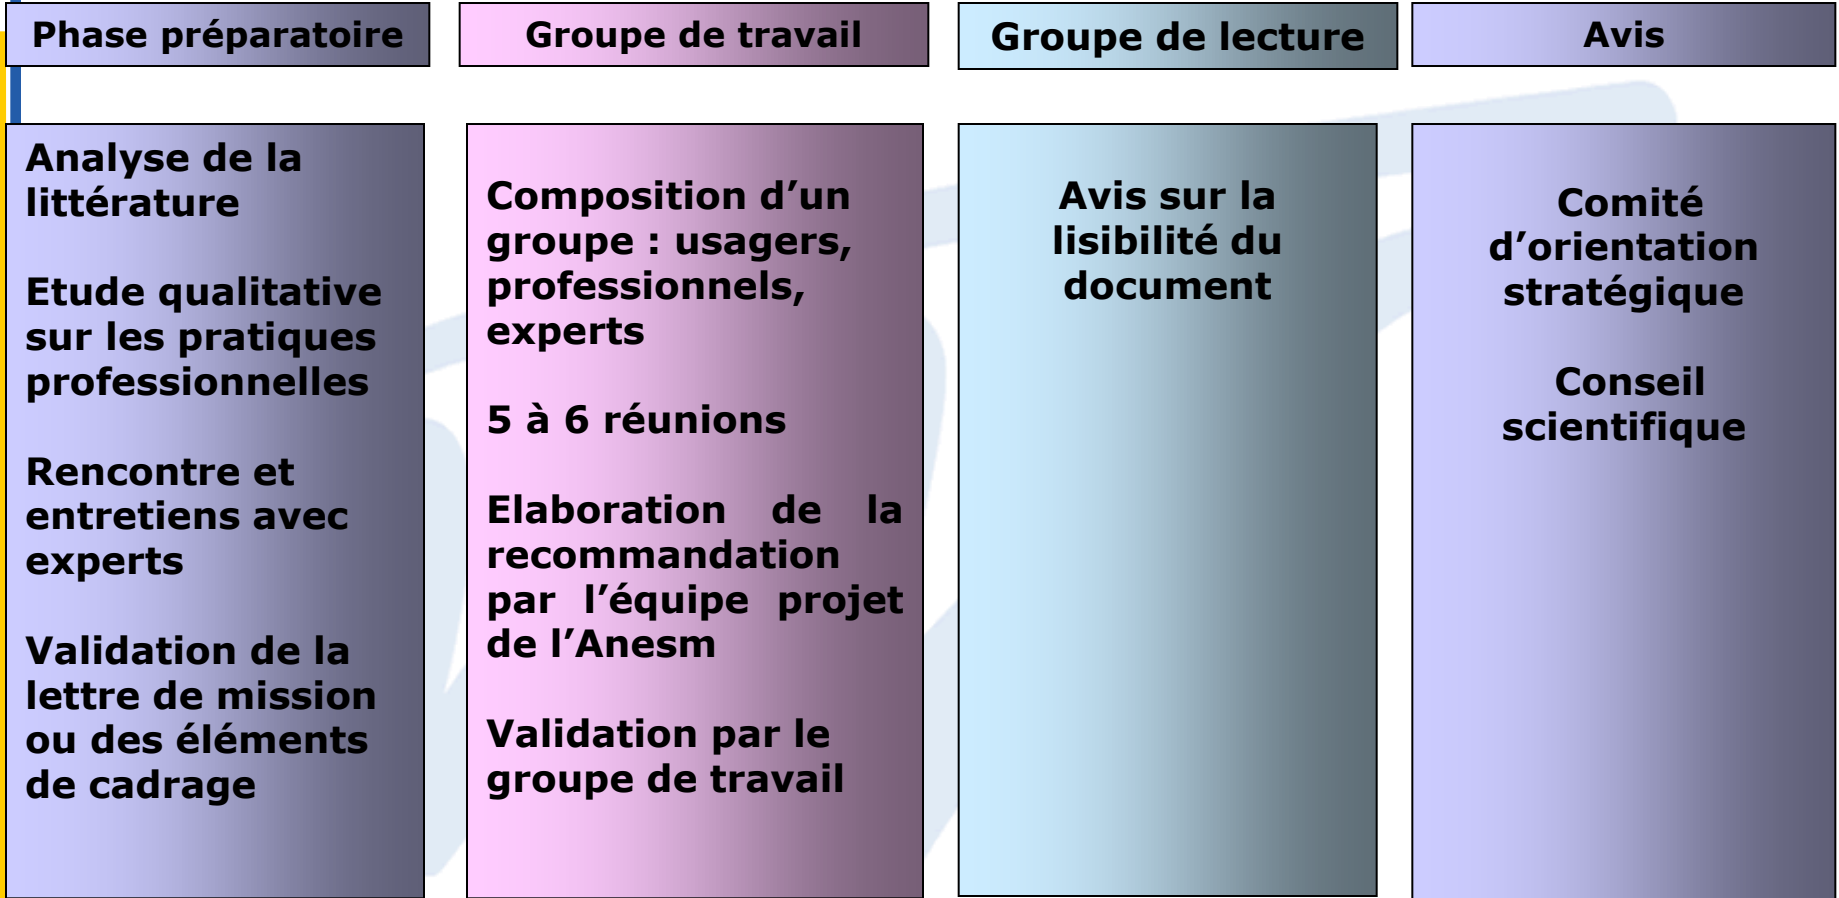 Phase préparatoire
Groupe de travail
Groupe de lecture
Avis
Analyse de la
littérature
Etude qualitative
sur les pratiques
professionnelles
Rencontre et
entretiens avec
experts
Validation de la
lettre de mission
ou des éléments
de cadrage
Composition d’un
groupe : usagers,
professionnels,
experts
5 à 6 réunions
Elaboration de la
recommandation
par l’équipe projet
de l’Anesm
Validation par le
groupe de travail
Avis sur la
lisibilité du
document
Comité
d’orientation
stratégique
Conseil
scientifique